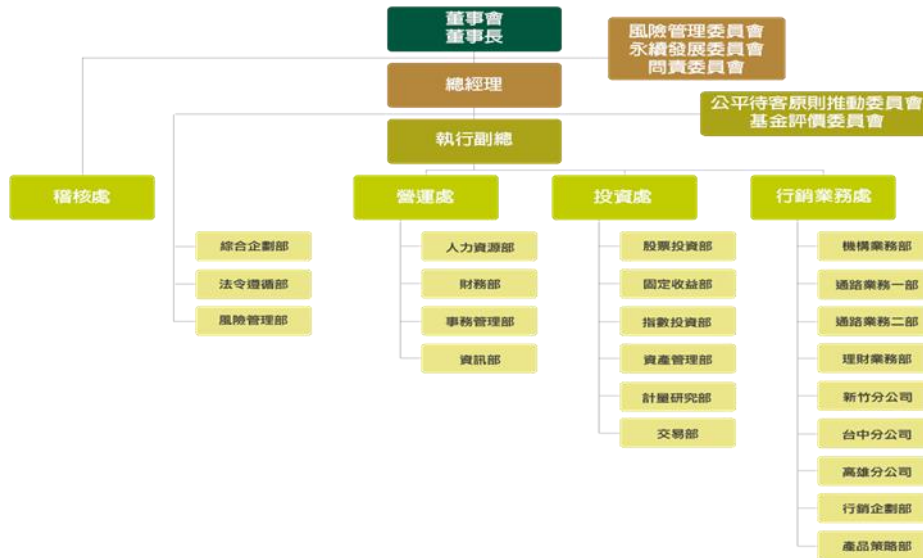 董事會
董事長
風險管理委員會
永續發展委員會
問責委員會
總經理
公平待客原則推動委員會
基金評價委員會
執行副總
稽核處
營運處
投資處
行銷業務處
綜合企劃部
法令遵循部
風險管理部
人力資源部
財務部
事務管理部
資訊部
股票投資部
固定收益部
指數投資部
資產管理部
計量研究部
交易部
機構業務部
通路業務一部
通路業務二部
理財業務部
新竹分公司
台中分公司
高雄分公司
行銷企劃部
產品策略部